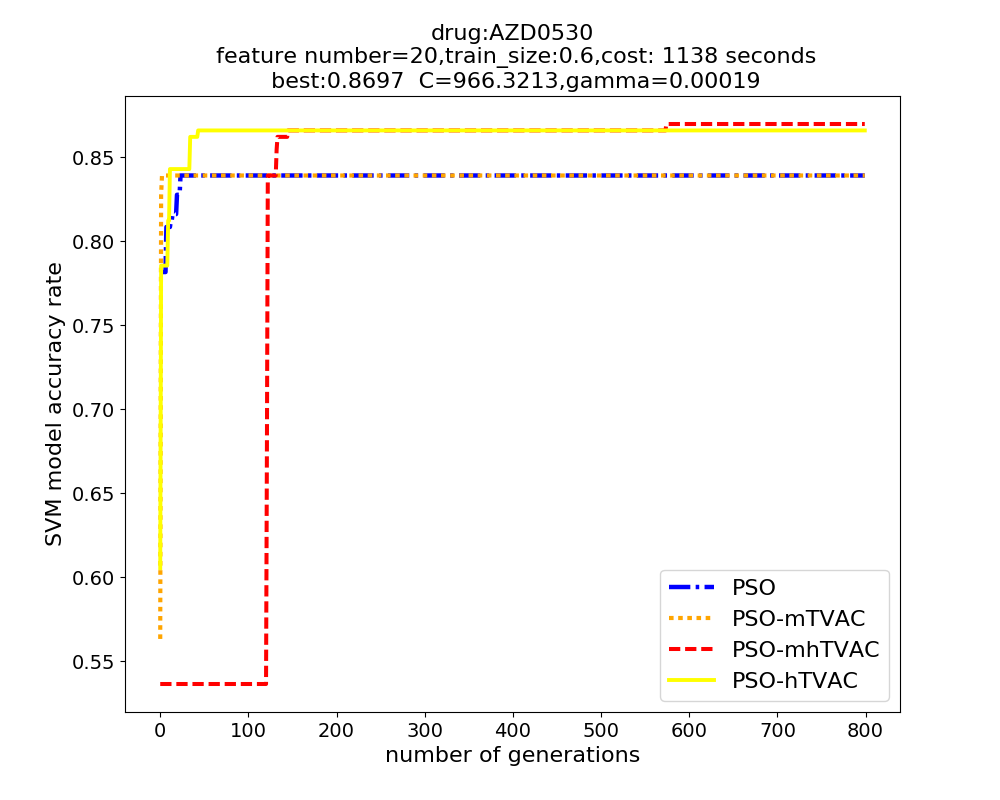 drug:AZD0530
feature number=20,train_size:0.6,cost: 1138 seconds
best:0.8697  C=966.3213,gamma=0.00019
SVM model accuracy rate
0.85
0.80
0.75
0.70
0.65
0.60
0.55
PSO
PSO-mTVAC
PSO-mhTVAC
PSO-hTVAC
0 100 200 300 400 500 600 700 800
number of generations